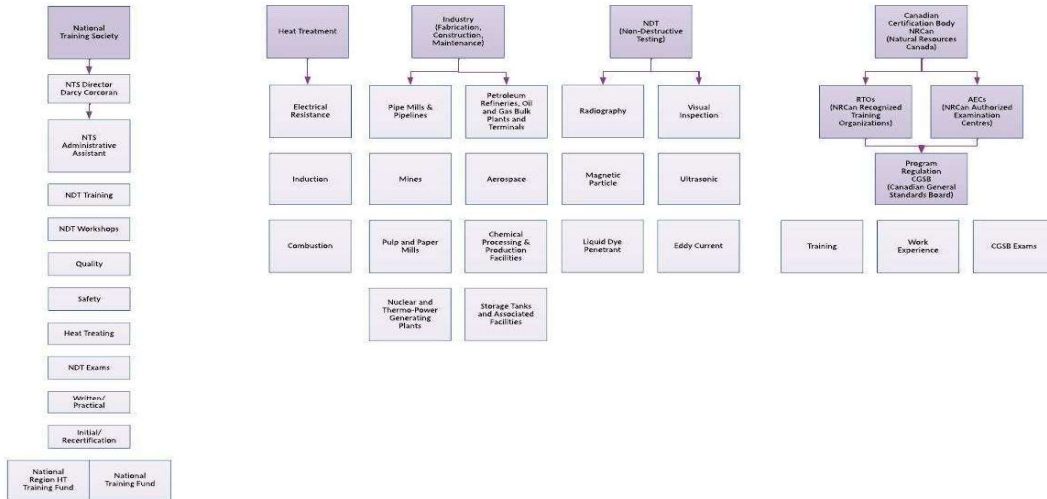 National
Training Society
NTS Director
Darcy Corcoran
NTS
Administrative
Assistant
NDT Training
NDT Workshops
Quality
Safety
Heat Treating
NDT Exams
Written/
Practical
Initial/
Recertification
National
Region HT
Training Fund
National
Training Fund
Heat Treatment
Electrical
Resistance
Induction
Combustion
Industry
(Fabrication,
Construction,
Maintenance)
Pipe Mills &
Pipelines
Petroleum
Refineries, Oil
and Gas Bulk
Plants and
Terminals
Mines
Aerospace
Pulp and Paper
Mills
Chemical
Processing &
Production
Facilities
Nuclear and
Thermo-Power
Generating
Plants
Storage Tanks
and Associated
Facilities
NDT
(Non-Destructive
Testing)
Radiography
Visual
Inspection
Magnetic
Particle
Ultrasonic
Liquid Dye
Penetrant
Eddy Current
Canadian
Certification Body
NRCan
(Natural Resources
Canada)
RTOs
(NRCan Recognized
Training
Organizations)
AECs
(NRCan Authorized
Examination
Centres)
Program
Regulation
CGSB
(Canadian General
Standards Board)
Training
Work
Experience
CGSB Exams